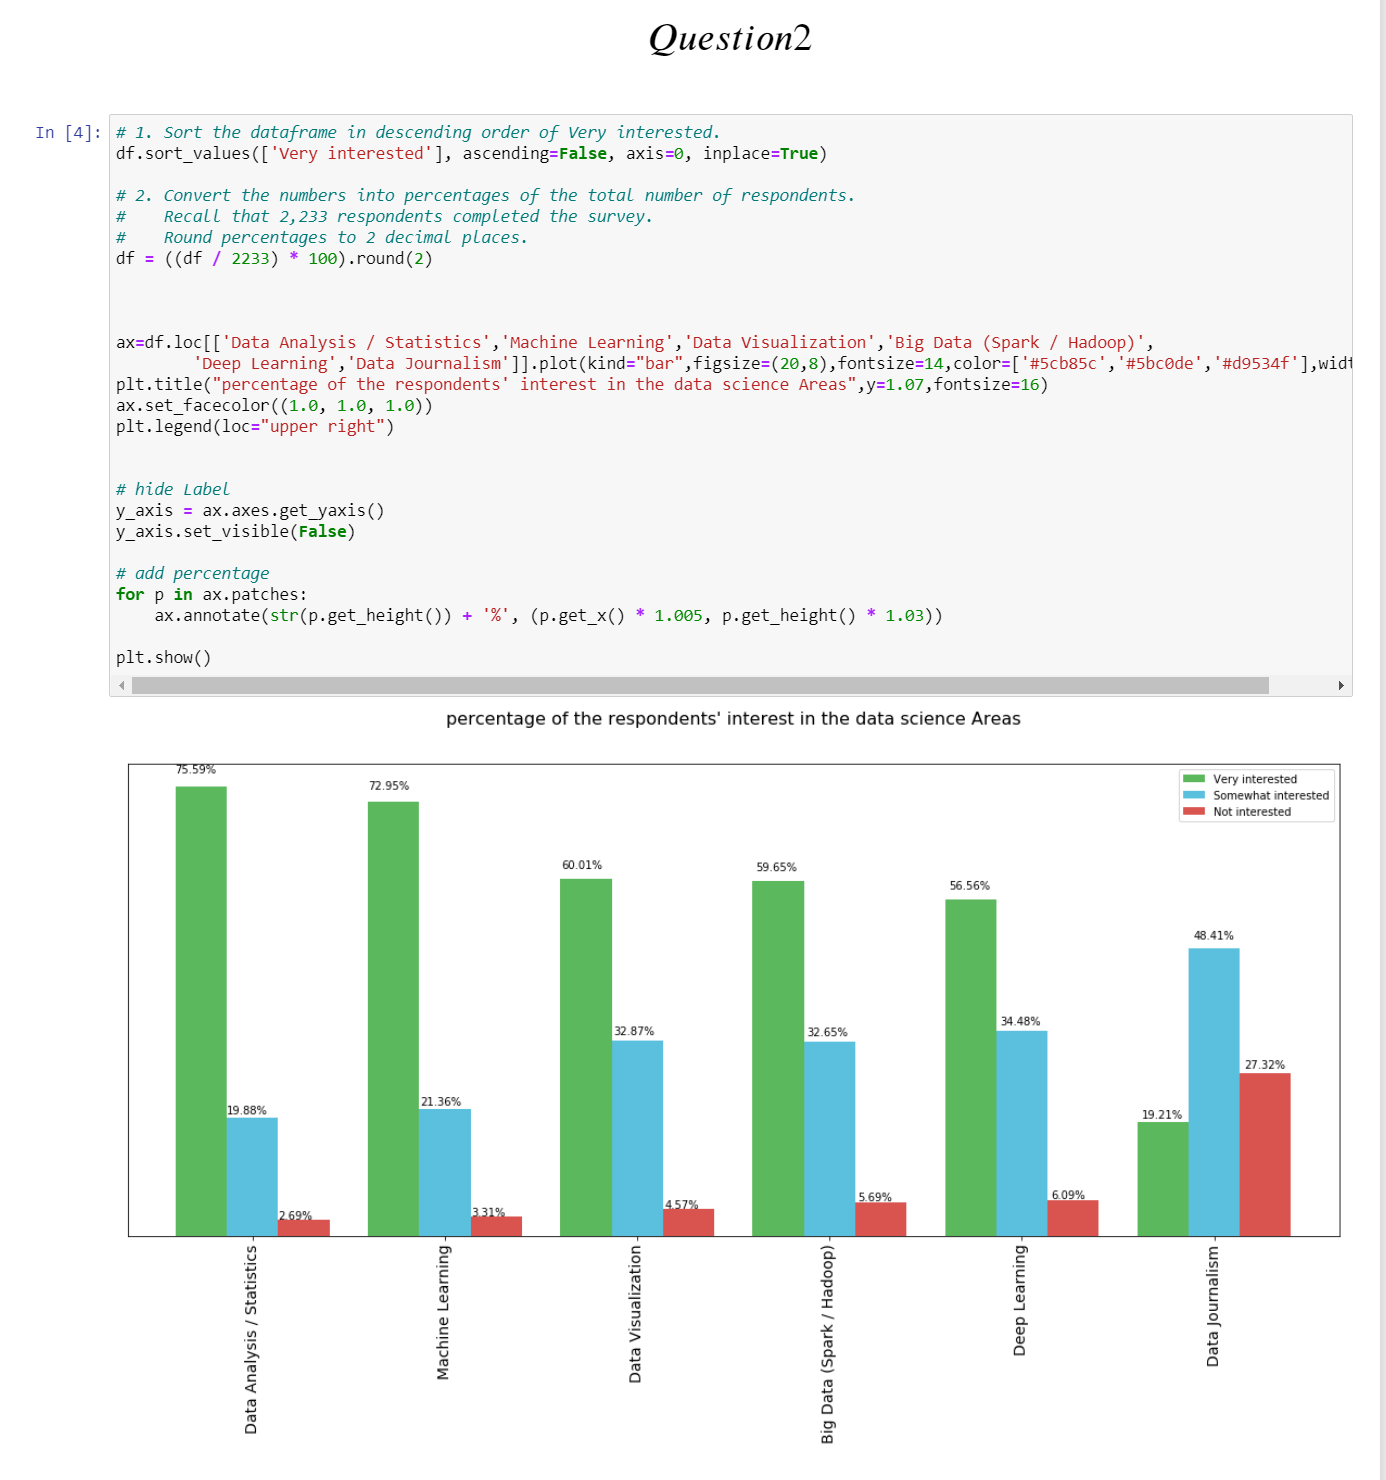 Question2
In [4]:
# 1. Sort the dataframe in descending order of Very interested.
df.sort_values(['Very interested'], ascending=False, axis=0, inplace=True)
# 2. Convert the numbers into percentages of the total number of respondents.
#    Recall that 2,233 respondents completed the survey.
#    Round percentages to 2 decimal places.
df = ((df / 2233) * 100).round(2)
ax=df.loc[['Data Analysis / Statistics','Machine Learning','Data Visualization','Big Data (Spark / Hadoop)',
        'Deep Learning','Data Journalism']].plot(kind="bar",figsize=(20,8),fontsize=14,color=['#5cb85c','#5bc0de','#d9534f'],widt
plt.title("percentage of the respondents' interest in the data science Areas",y=1.07,fontsize=16)
ax.set_facecolor((1.0, 1.0, 1.0))
plt.legend(loc="upper right")
# hide Label
y_axis = ax.axes.get_yaxis()
y_axis.set_visible(False)
# add percentage
for p in ax.patches:
    ax.annotate(str(p.get_height()) + '%', (p.get_x() * 1.005, p.get_height() * 1.03))
plt.show()
percentage of the respondents' interest in the data science Areas
Very interested
Somewhat interested
Not interested
75.59%
19.88%
2.69%
72.95%
21.36%
3.31%
60.01%
32.87%
4.57%
59.65%
32.65%
5.69%
56.56%
34.48%
6.09%
19.21%
48.41%
27.32%
Data Analysis / Statistics
Machine Learning
Data Visualization
Big Data (Spark / Hadoop)
Deep Learning
Data Journalism